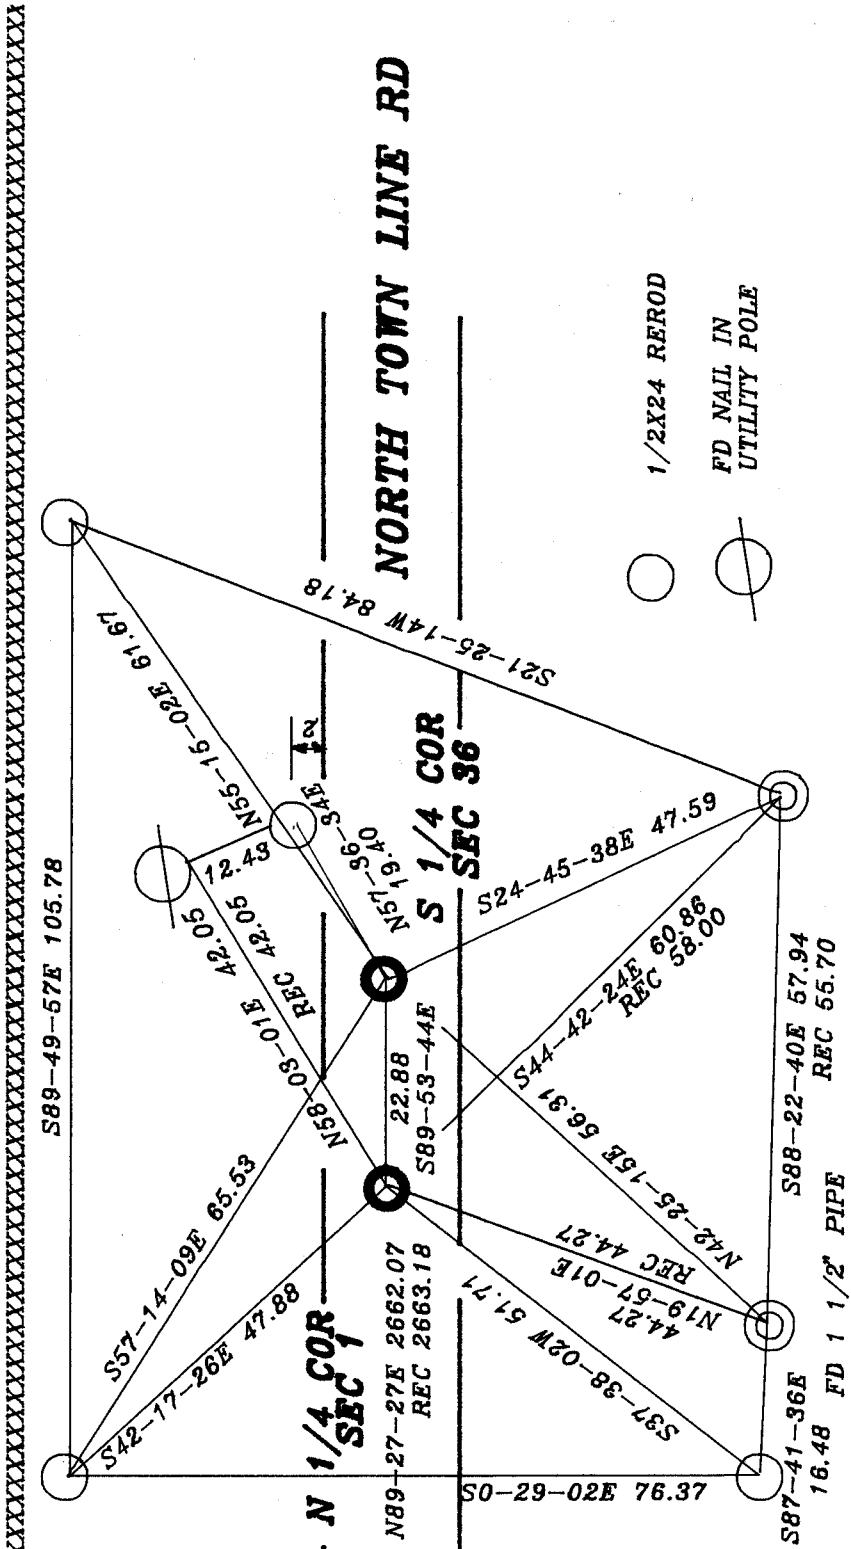 S89-49-57E 105.78
N55-15-02E 61.67
12.43
N58-03-01E 42.05
REC 42.05
S57-14-09E 65.53
S42-17-26E 47.88
2
N57-36-34E
19.40
NORTH TOWN LINE RD
S21-25-14W 84.18
N 1/4 COR
SEC 1
S 1/4 COR
SEC 36
22.88
S89-53-44E
N89-27-27E 2662.07
REC 2663.18
S24-45-38E 47.59
S44-42-24E 60.86
REC 58.00
N42-25-15E 56.31
N19-57-01E
44.27
REC 44.27
S37-38-02W 51.71
S0-29-02E 76.37
S88-22-40E 57.94
REC 55.70
S87-41-36E
16.48
FD 1 1/2" PIPE
1/2X24 REROD
FD NAIL IN
UTILITY POLE